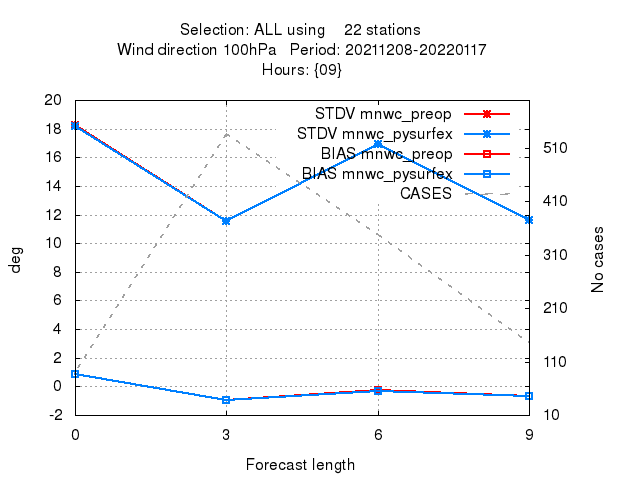 Selection: ALL using 22 stations
Wind direction 100hPa Period: 20211208-20220117
Hours: {09}
STDV mnwc_preop
STDV mnwc_pysurfex
BIAS mnwc_preop
BIAS mnwc_pysurfex
CASES
20
18
16
14
12
10
8
6
4
2
0
-2
deg
510
410
310
210
110
10
No cases
0 3 6 9
Forecast length